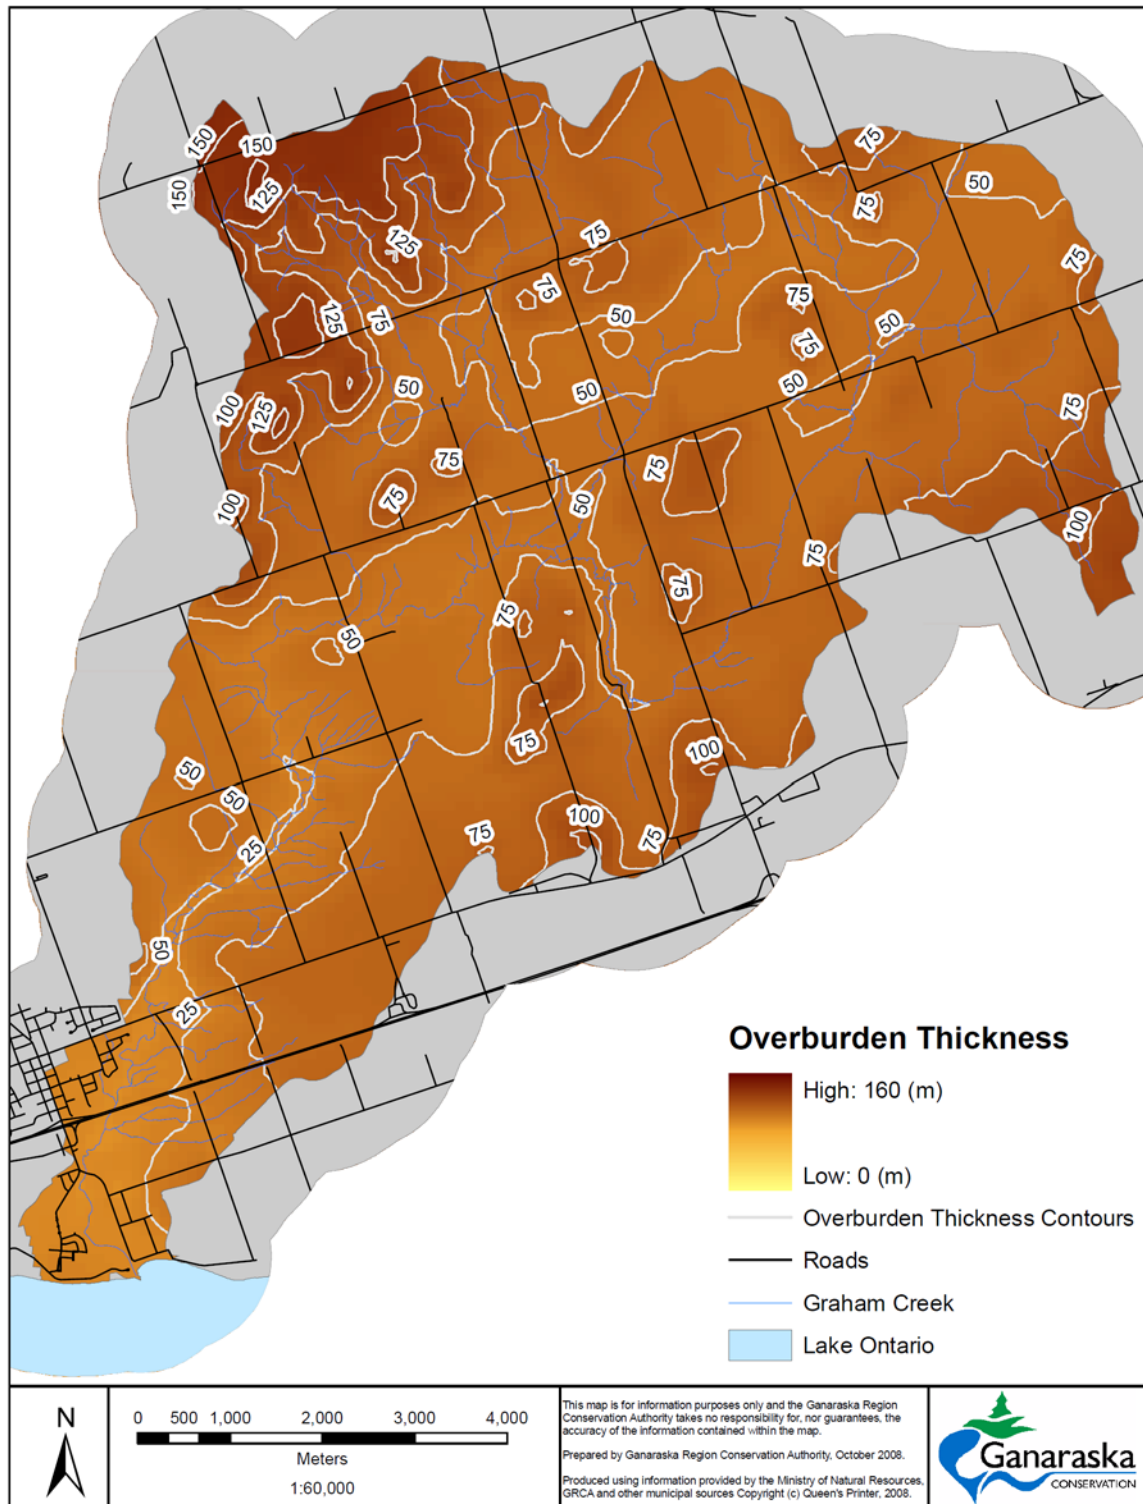 150
150
150
125
125
75
75
50
75
75
75
125
75
75
50
75
75
50
50
50
50
100
125
75
75
75
100
75
50
100
75
75
75
50
75
100
50
50
100
75
75
25
50
25
Overburden Thickness
High: 160 (m)
Low: 0 (m)
Overburden Thickness Contours
Roads
Graham Creek
Lake Ontario
N
0 500 1,000 2,000 3,000 4,000
Meters
1:60,000
This map is for information purposes only and the Ganaraska Region
Conservation Authority takes no responsibility for, nor guarantees, the
accuracy of the information contained within the map.
Prepared by Ganaraska Region Conservation Authority, October 2008.
Produced using information provided by the Ministry of Natural Resources,
GRCA and other municipal sources Copyright (c) Queen's Printer, 2008.
Ganaraska
CONSERVATION